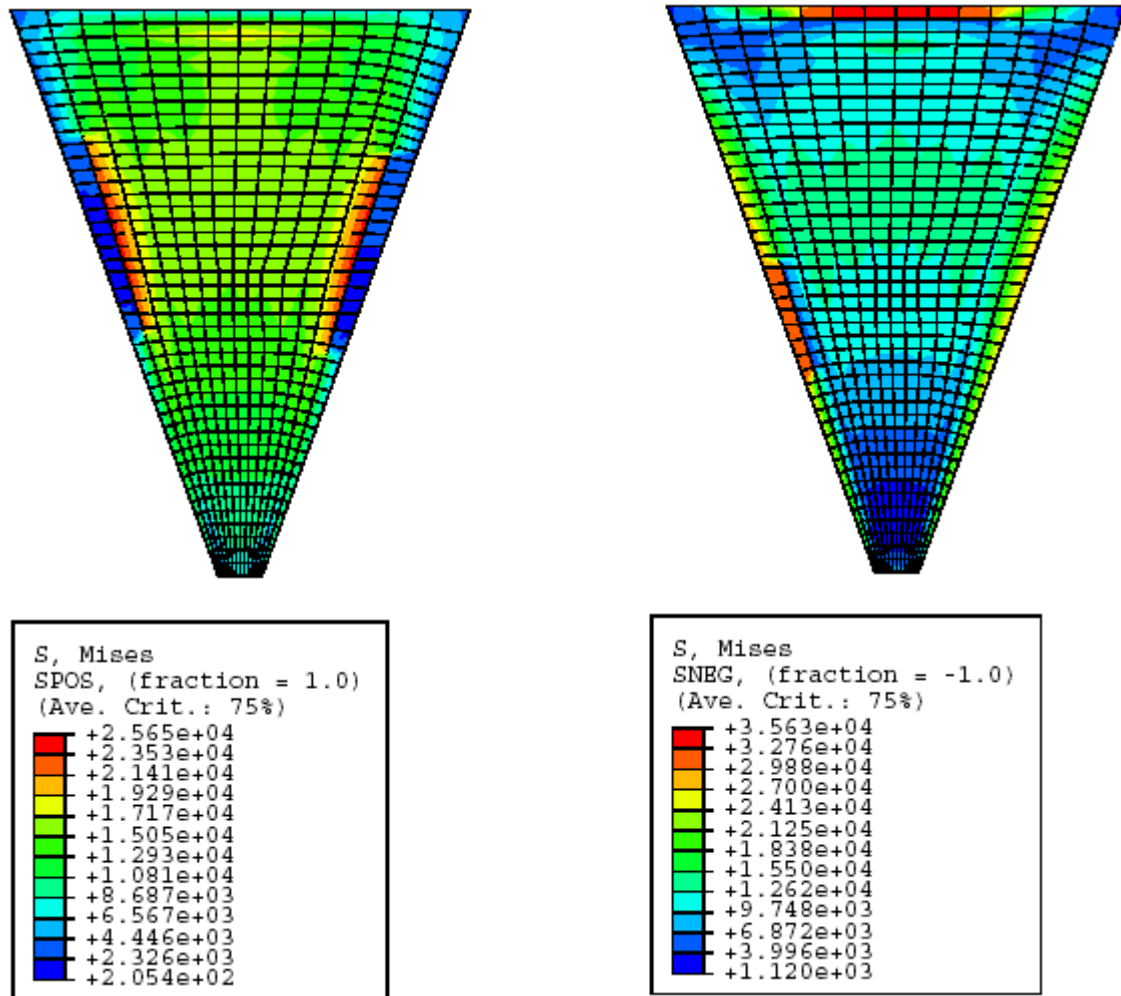 S, Mises
SPOS, (fraction = 1.0)
(Ave. Crit.: 75%)
+2.565e+04
+2.353e+04
+2.141e+04
+1.929e+04
+1.717e+04
+1.505e+04
+1.293e+04
+1.081e+04
+8.687e+03
+6.567e+03
+4.446e+03
+2.326e+03
+2.054e+02
S, Mises
SNEG, (fraction = -1.0)
(Ave. Crit.: 75%)
+3.563e+04
+3.276e+04
+2.988e+04
+2.700e+04
+2.413e+04
+2.125e+04
+1.838e+04
+1.550e+04
+1.262e+04
+9.748e+03
+6.872e+03
+3.996e+03
+1.120e+03